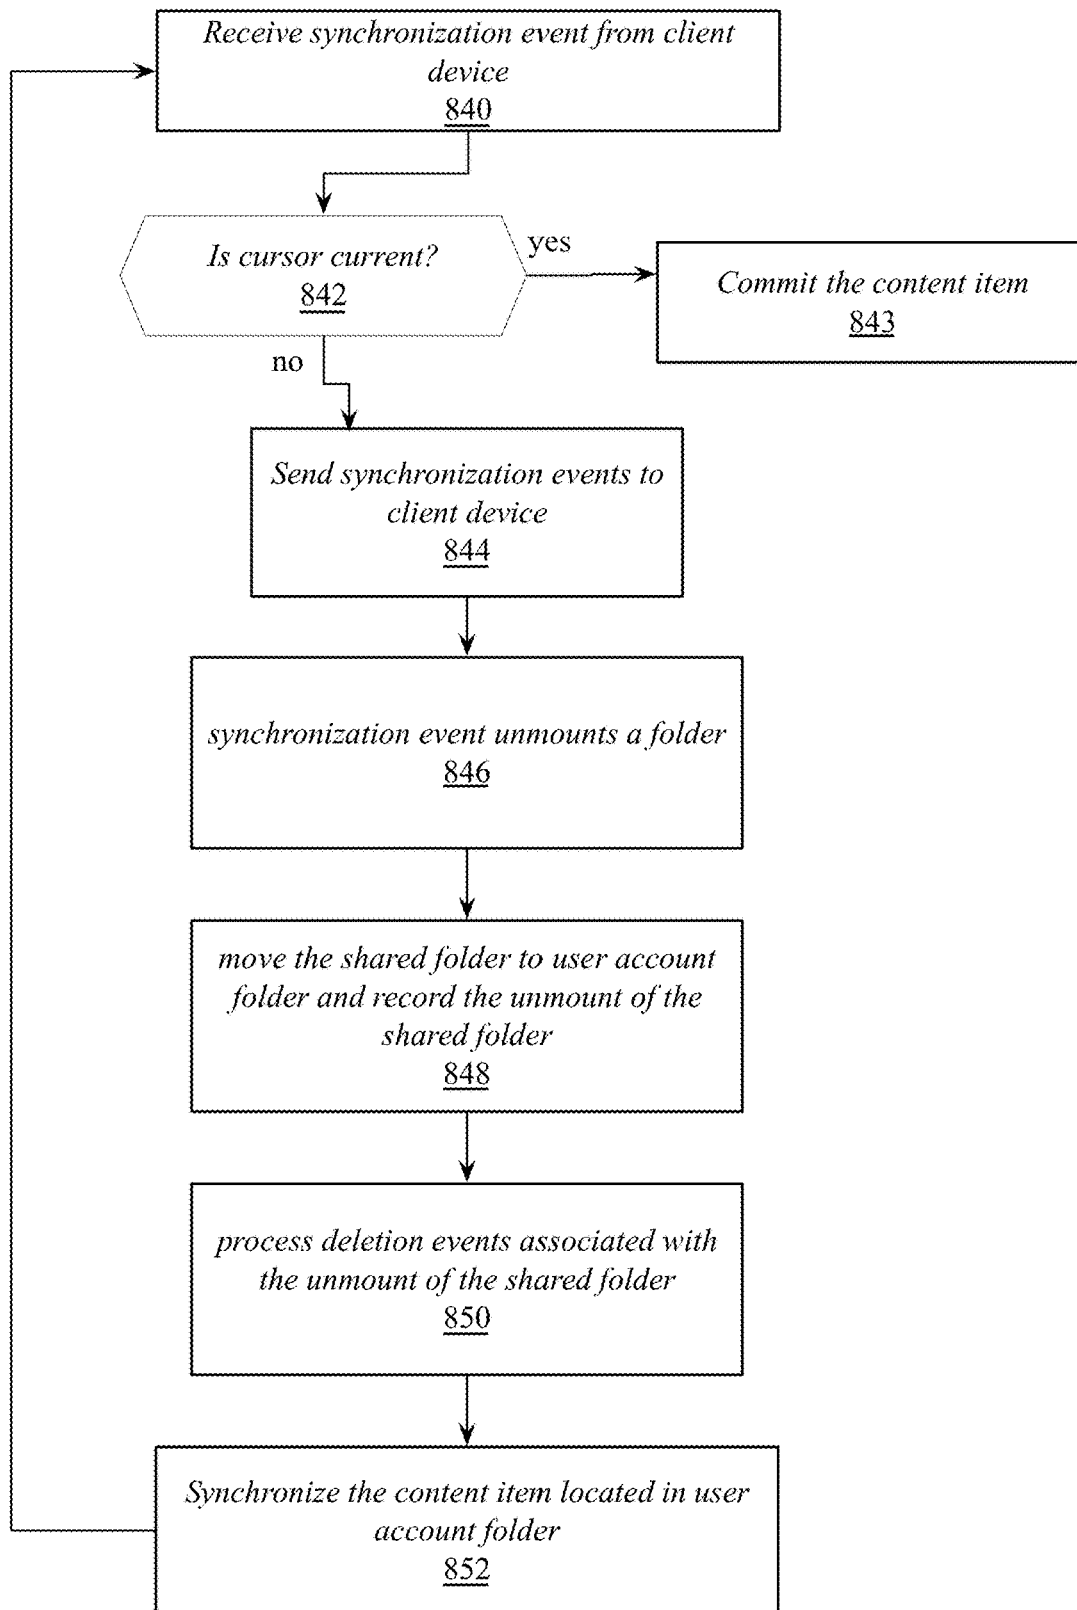 Receive synchronization event from client
device
840
Is cursor current?
842
yes
Commit the content item
843
no
Send synchronization events to
client device
844
synchronization event unmounts a folder
846
move the shared folder to user account
folder and record the unmount of the
shared folder
848
process deletion events associated with
the unmount of the shared folder
850
Synchronize the content item located in user
account folder
852